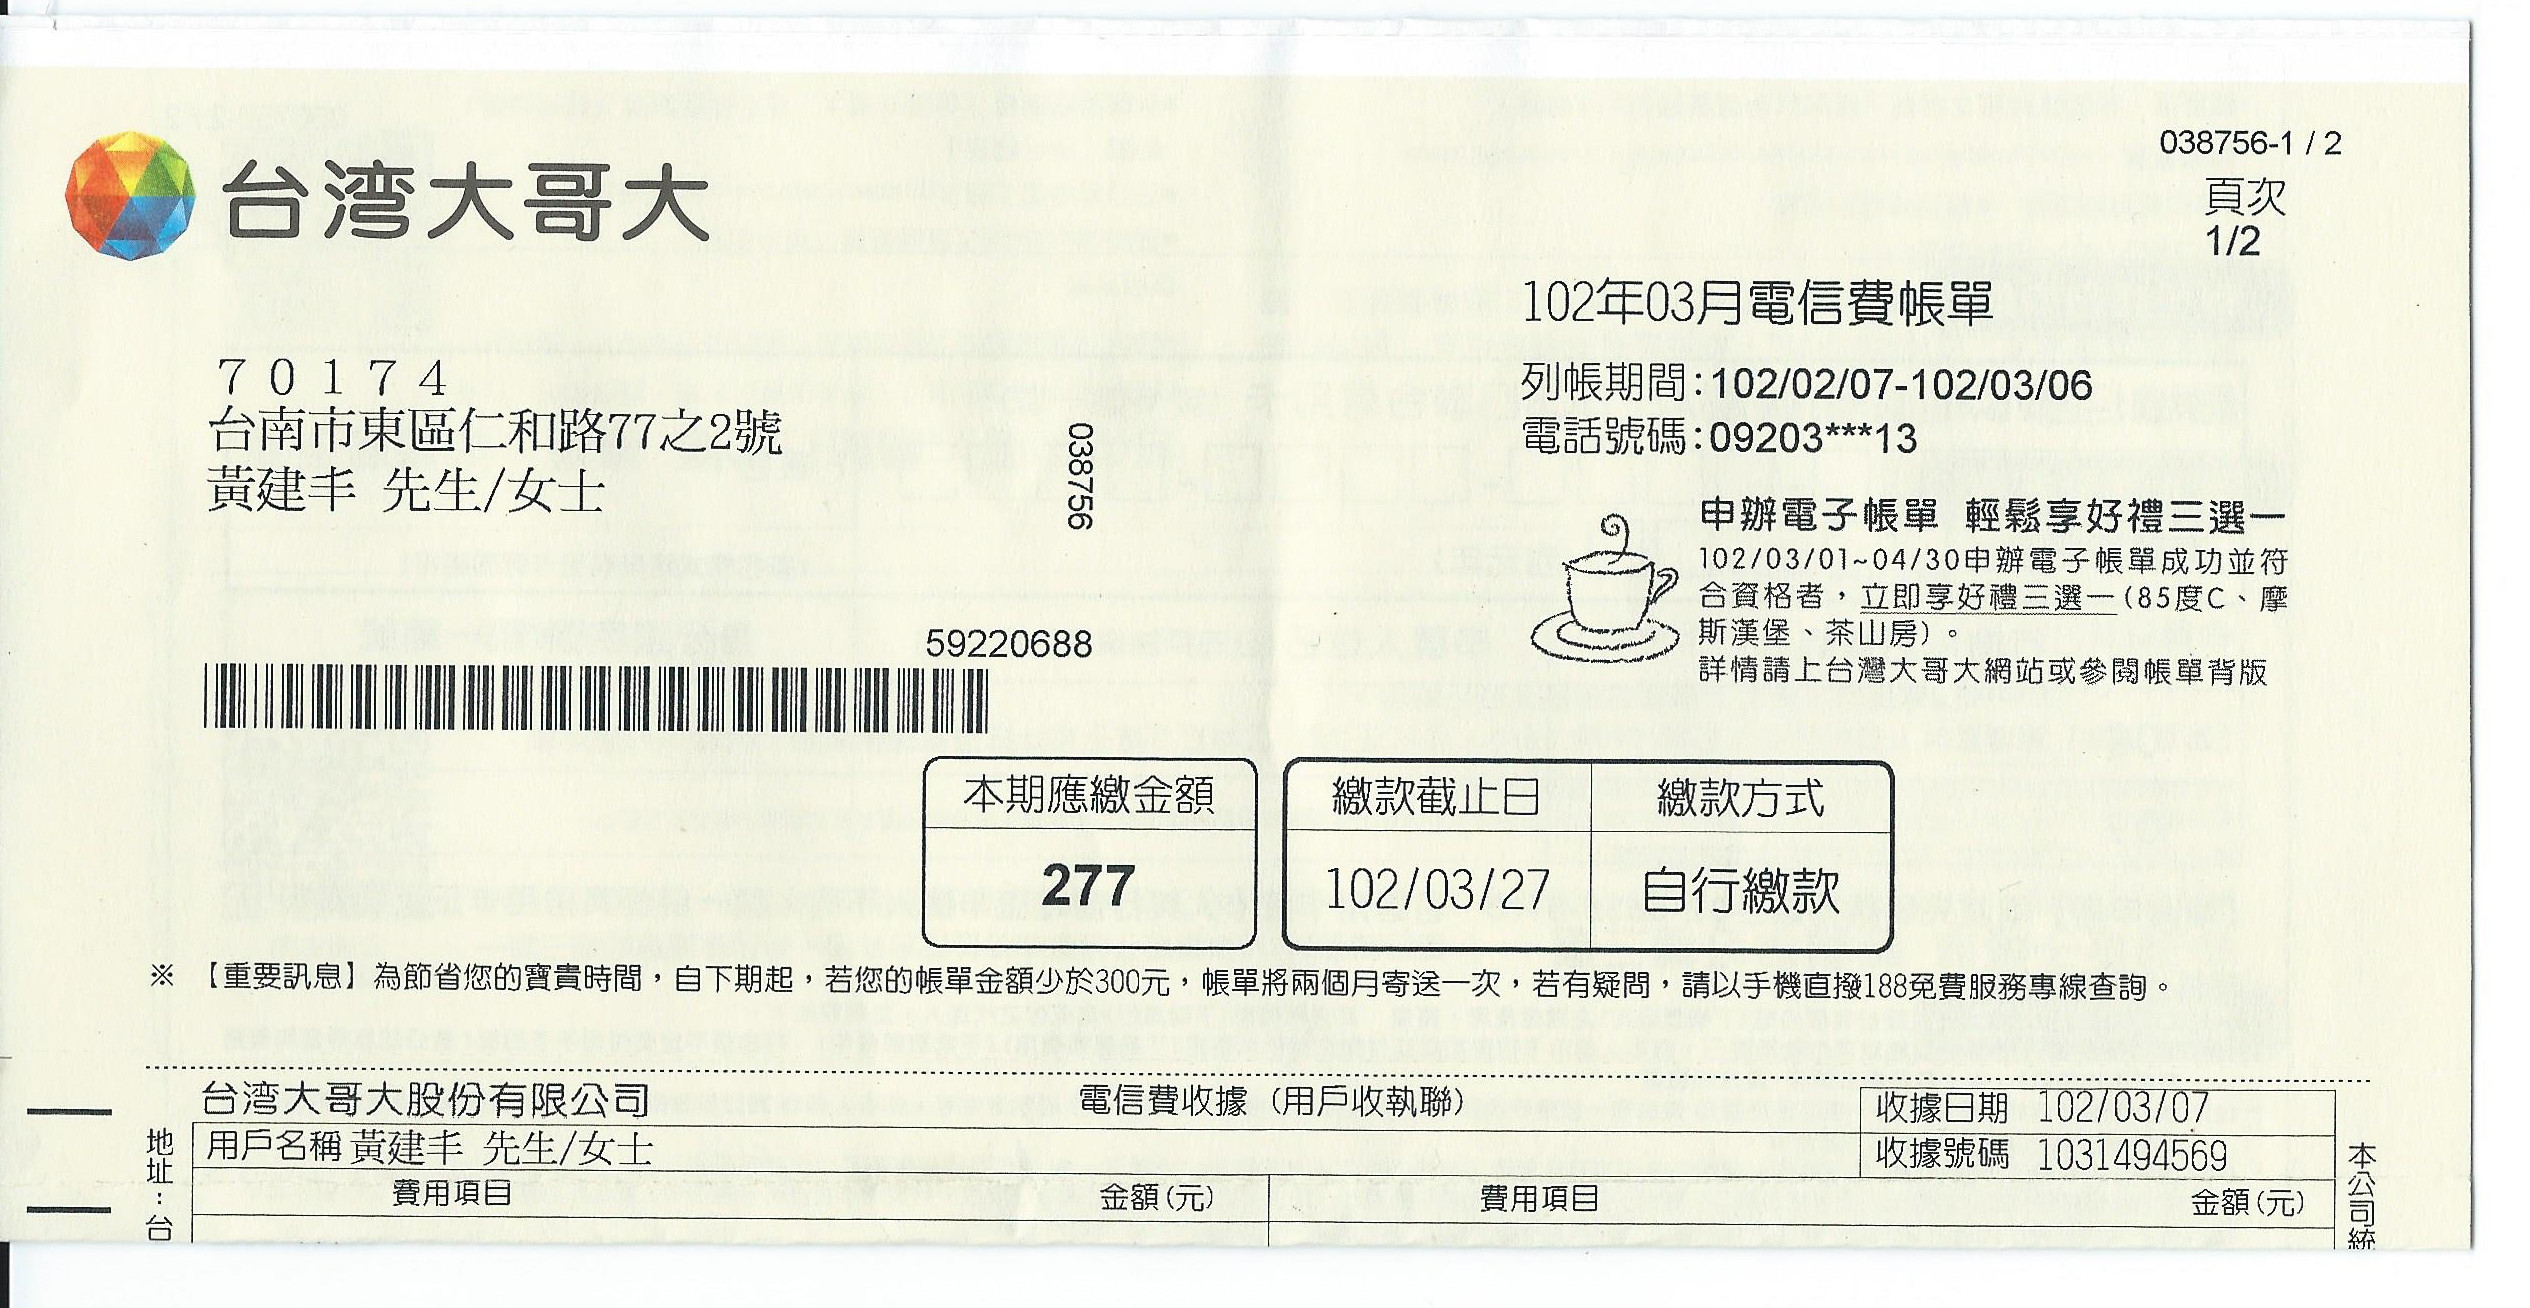 台湾大哥大
038756-1 / 2
頁次
1/2
102年03月電信費帳單
列帳期間:102/02/07-102/03/06
電話號碼:09203***13
70174
台南市東區仁和路77之2號
黃建丰 先生/女士
038756
申辦電子帳單 輕鬆享好禮三選一
102/03/01~04/30申辦電子帳單成功並符
合資格者，立即享好禮三選一(85度C、摩
斯漢堡、茶山房)。
詳情請上台灣大哥大網站或參閱帳單背版
59220688
本期應繳金額
277
繳款截止日 繳款方式
102/03/27 自行繳款
※ 【重要訊息】為節省您的寶貴時間，自下期起，若您的帳單金額少於300元，帳單將兩個月寄送一次，若有疑問，請以手機直撥188免費服務專線查詢。
台湾大哥大股份有限公司 電信費收據（用戶收執聯） 收據日期 102/03/07
用戶名稱 黃建丰 先生/女士 收據號碼 1031494569
費用項目 金額(元) 費用項目 金額(元)
地址:台
本公司統